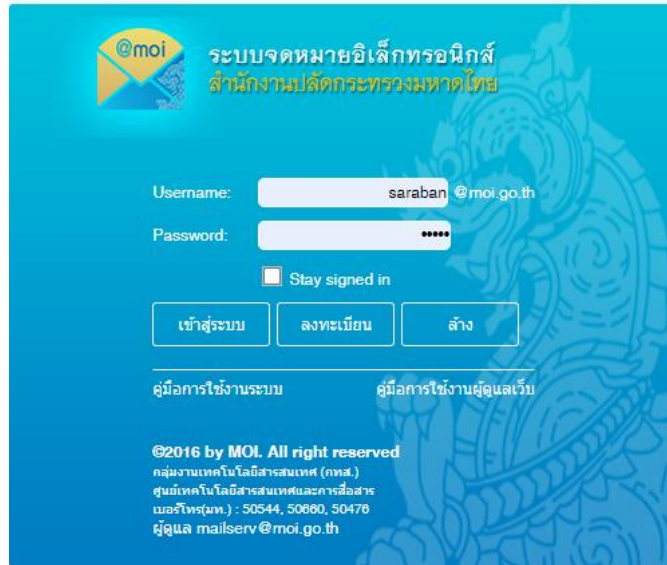 @moi
ระบบจดหมายอิเล็กทรอนิกส์
สำนักงานปลัดกระทรวงมหาดไทย
Username: saraban @moi.go.th
Password: •••••
Stay signed in
เข้าสู่ระบบ ลงทะเบียน ล้าง
คู่มือการใช้งานระบบ คู่มือการใช้งานผู้ดูแลเว็บ
©2016 by MOI. All right reserved
กลุ่มงานเทคโนโลยีสารสนเทศ (กทส.)
ศูนย์เทคโนโลยีสารสนเทศและการสื่อสาร
เบอร์โทร(มท.) : 50544, 50660, 50476
ผู้ดูแล mailserv@moi.go.th